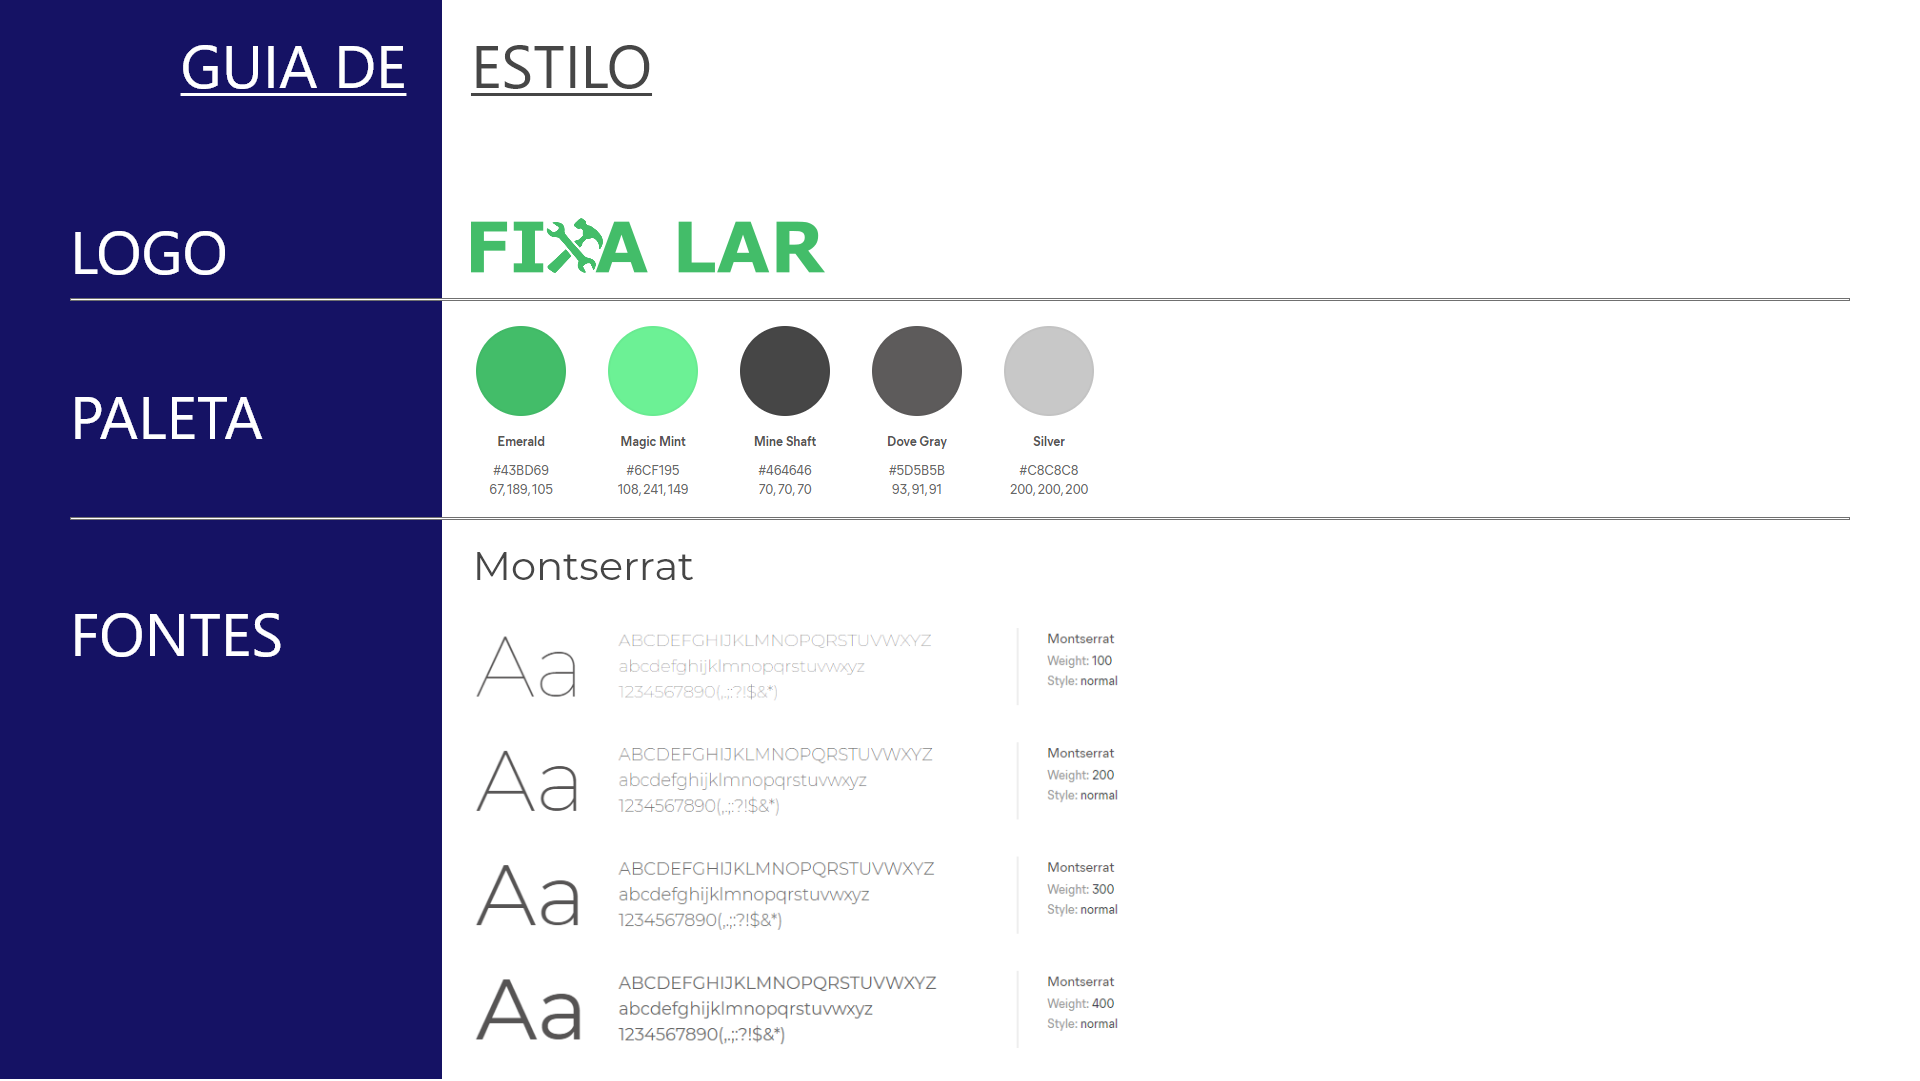 GUIA DE ESTILO
LOGO
FIXA LAR
PALETA
Emerald
#43BD69
67,189,105
Magic Mint
#6CF195
108,241,149
Mine Shaft
#464646
70,70,70
Dove Gray
#5D5B5B
93,91,91
Silver
#C8C8C8
200,200,200
FONTES
Montserrat
Aa
ABCDEFGHIJKLMNOPQRSTUVWXYZ
abcdefghijklmnopqrstuvwxyz
1234567890(,.;:?!$&*)
Montserrat
Weight: 100
Style: normal
Aa
ABCDEFGHIJKLMNOPQRSTUVWXYZ
abcdefghijklmnopqrstuvwxyz
1234567890(,.;:?!$&*)
Montserrat
Weight: 200
Style: normal
Aa
ABCDEFGHIJKLMNOPQRSTUVWXYZ
abcdefghijklmnopqrstuvwxyz
1234567890(,.;:?!$&*)
Montserrat
Weight: 300
Style: normal
Aa
ABCDEFGHIJKLMNOPQRSTUVWXYZ
abcdefghijklmnopqrstuvwxyz
1234567890(,.;:?!$&*)
Montserrat
Weight: 400
Style: normal